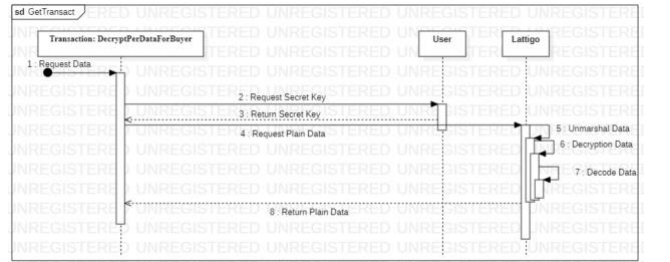 sd GetTransact
Transaction: DecryptPerDataForBuyer
User
Lattigo
1 : Request Data
2 : Request Secret Key
3 : Return Secret Key
4 : Request Plain Data
5 : Unmarshal Data
6 : Decryption Data
7 : Decode Data
8 : Return Plain Data
UNREGISTERED